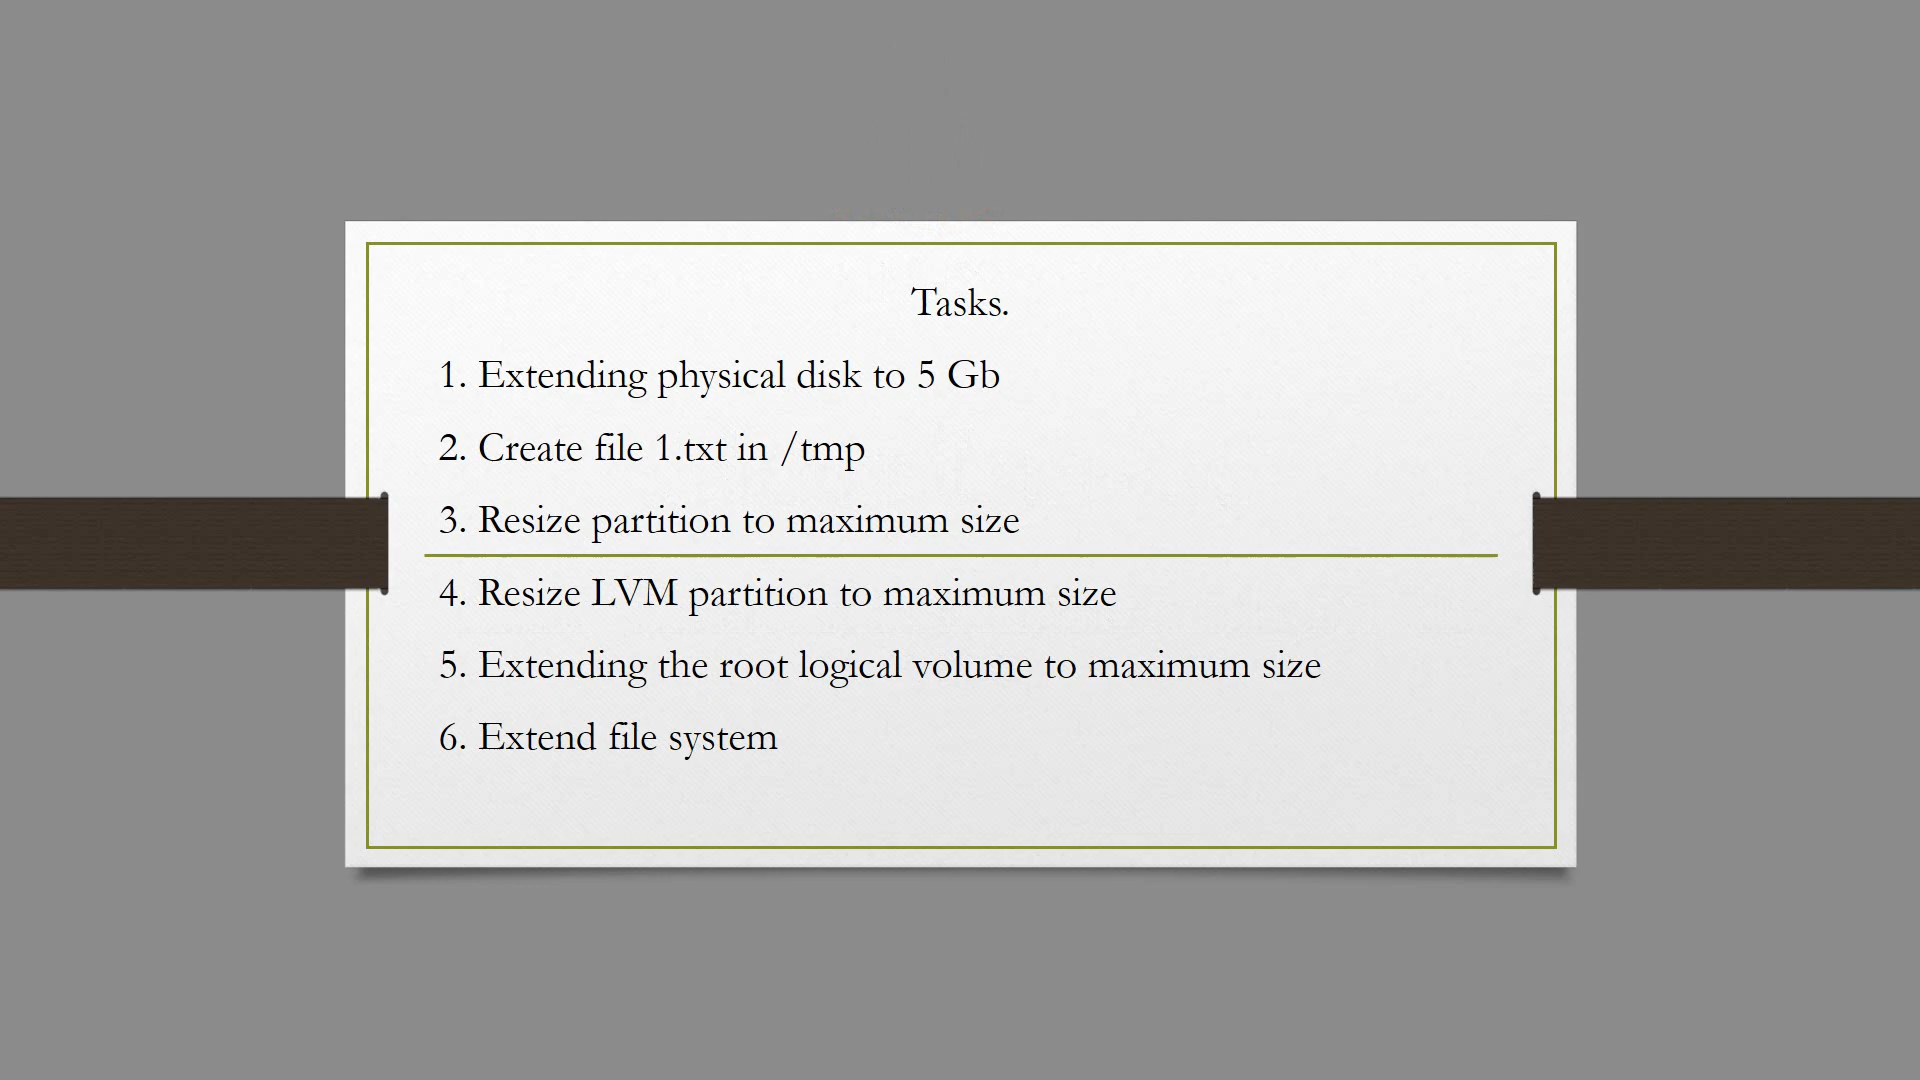 Tasks.
1. Extending physical disk to 5 Gb
2. Create file 1.txt in /tmp
3. Resize partition to maximum size
4. Resize LVM partition to maximum size
5. Extending the root logical volume to maximum size
6. Extend file system